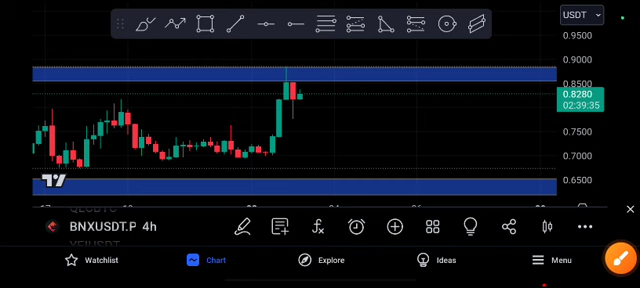 USDT
0.9500
0.9000
0.8500
0.8280
02:39:35
0.7500
0.7000
0.6500
BNXUSDT.P 4h
Watchlist
Chart
Explore
Ideas
Menu